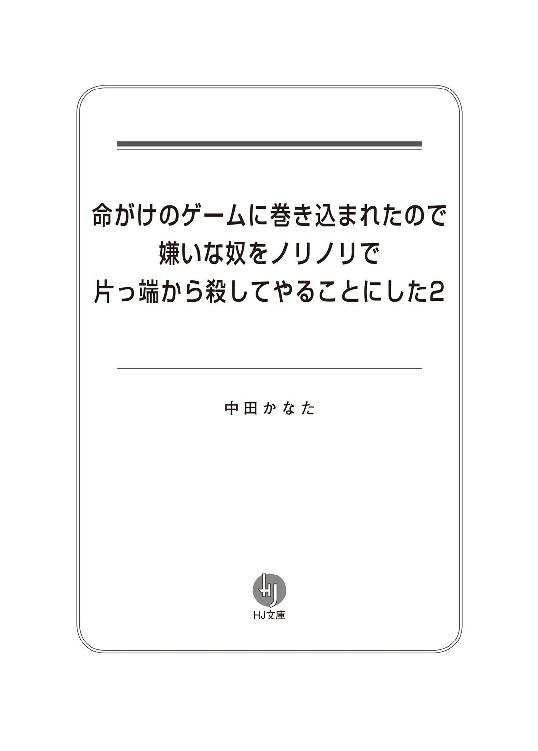 命がけのゲームに巻き込まれたので
嫌いな奴をノリノリで
片っ端から殺してやることにした2
中田かなた
HJ
HJ文庫